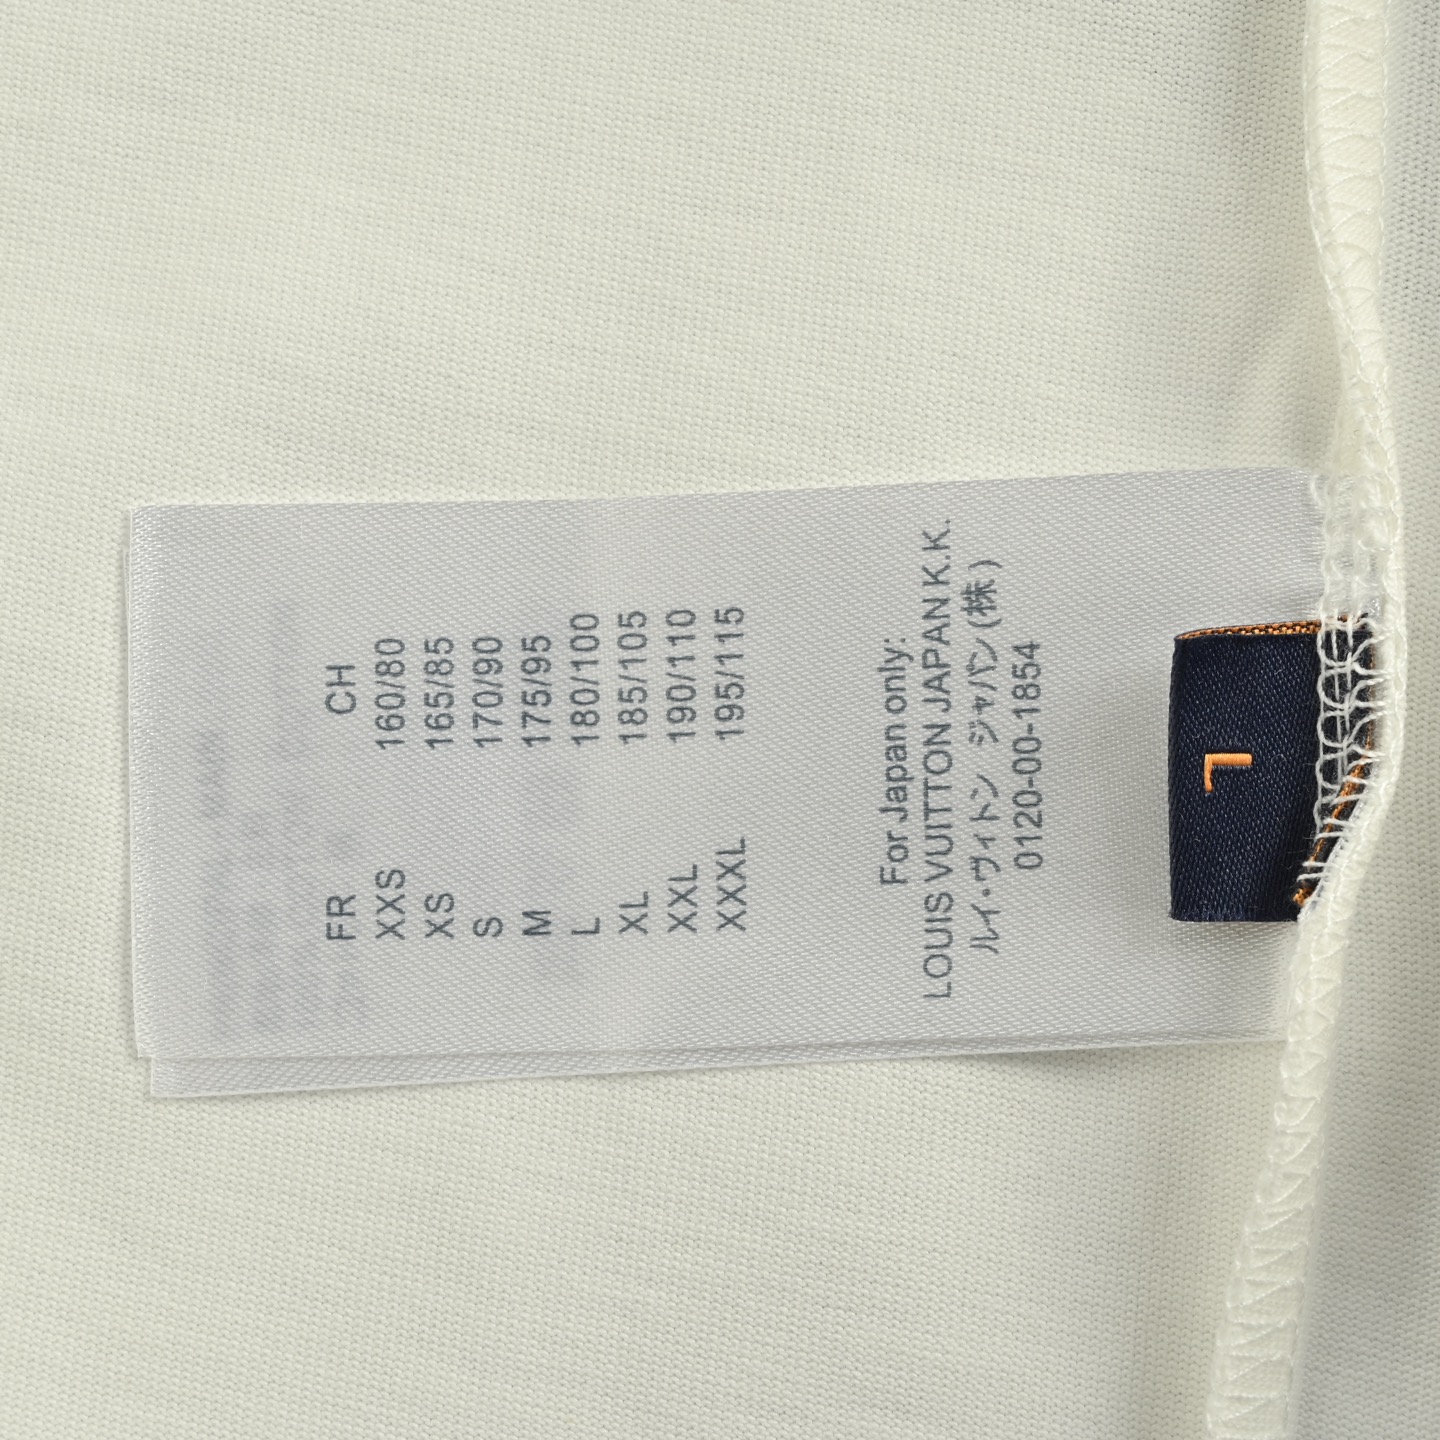 FR CH
XXS 160/80
XS 165/85
S 170/90
M 175/95
L 180/100
XL 185/105
XXL 190/110
XXXL 195/115
For Japan only:
LOUIS VUITTON JAPAN K.K.
ルイ・ヴィトン ジャパン(株)
0120-00-1854
L